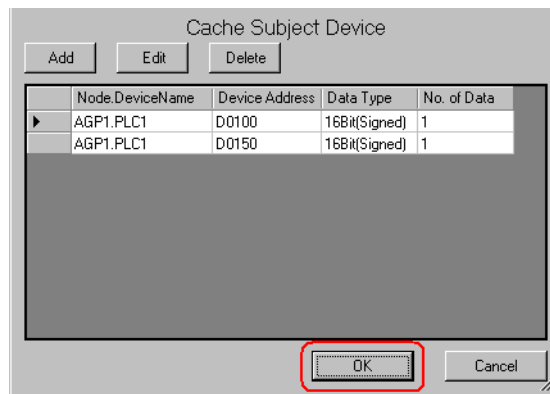 Cache Subject Device
Add Edit Delete
Node.DeviceName Device Address Data Type No. of Data
AGP1.PLC1 D0100 16Bit(Signed) 1
AGP1.PLC1 D0150 16Bit(Signed) 1
OK Cancel